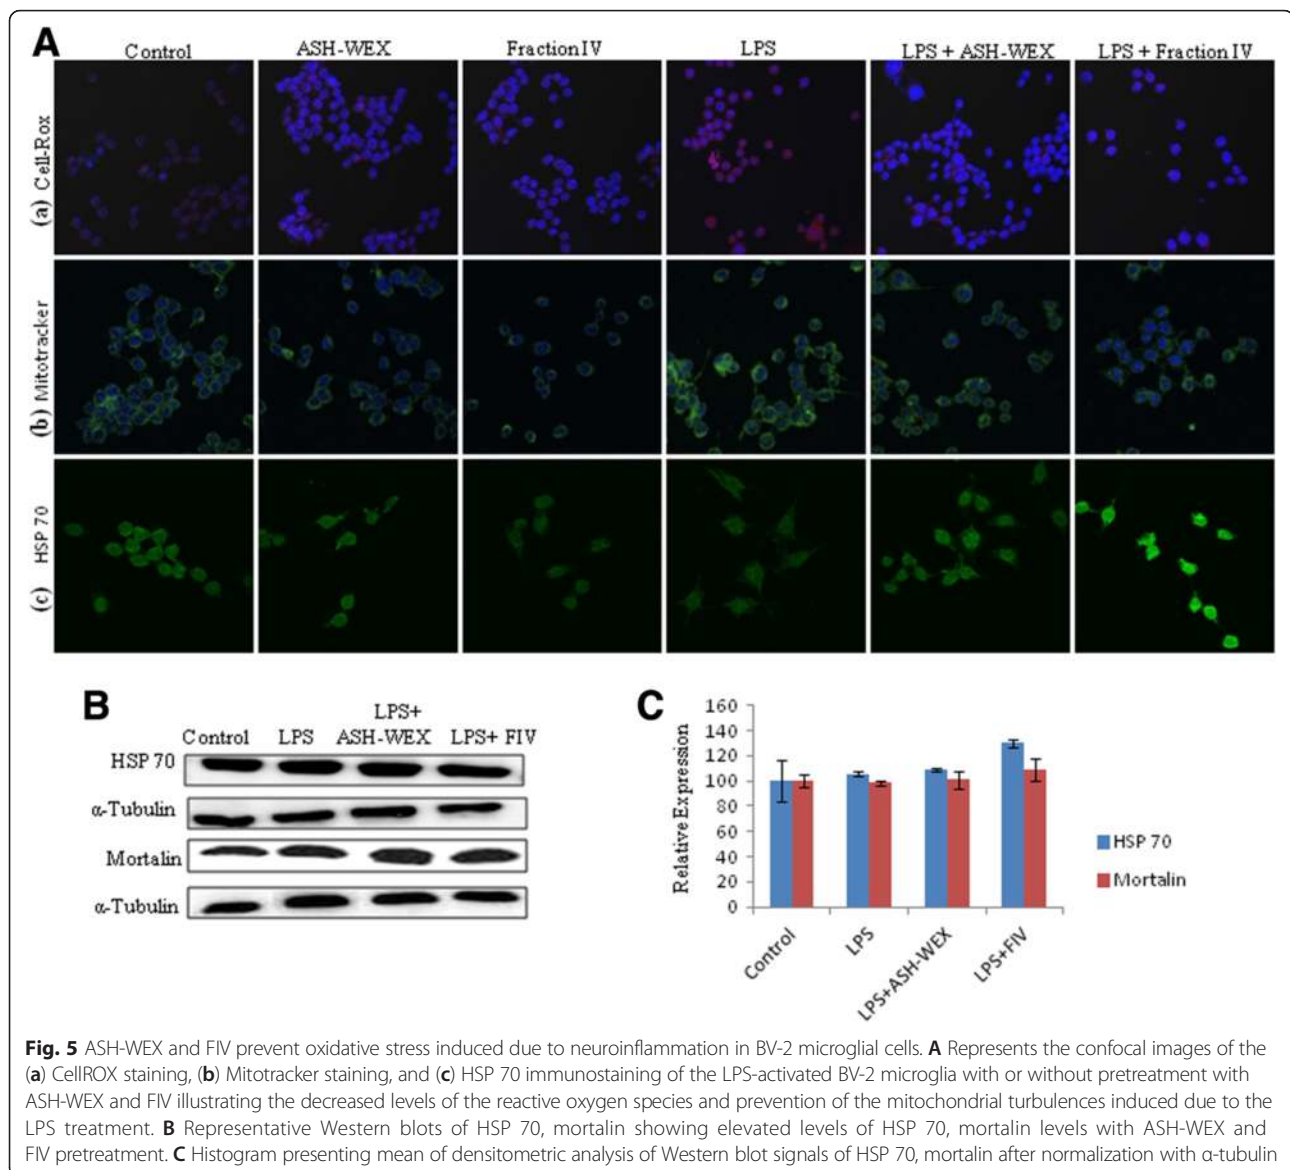 A
Control ASH-WEX Fraction IV LPS LPS + ASH-WEX LPS + Fraction IV
(a) Cell-Rox
(b) Mitotracker
(c) HSP 70
B
LPS+
Control LPS ASH-WEX LPS+ FIV
HSP 70
α-Tubulin
Mortalin
α-Tubulin
C
Relative Expression
160
140
120
100
80
60
40
20
0
Control
LPS
LPS+ASH-WEX
LPS+FIV
HSP 70
Mortalin
Fig. 5 ASH-WEX and FIV prevent oxidative stress induced due to neuroinflammation in BV-2 microglial cells. A Represents the confocal images of the
(a) CellROX staining, (b) Mitotracker staining, and (c) HSP 70 immunostaining of the LPS-activated BV-2 microglia with or without pretreatment with
ASH-WEX and FIV illustrating the decreased levels of the reactive oxygen species and prevention of the mitochondrial turbulences induced due to the
LPS treatment. B Representative Western blots of HSP 70, mortalin showing elevated levels of HSP 70, mortalin levels with ASH-WEX and
FIV pretreatment. C Histogram presenting mean of densitometric analysis of Western blot signals of HSP 70, mortalin after normalization with α-tubulin